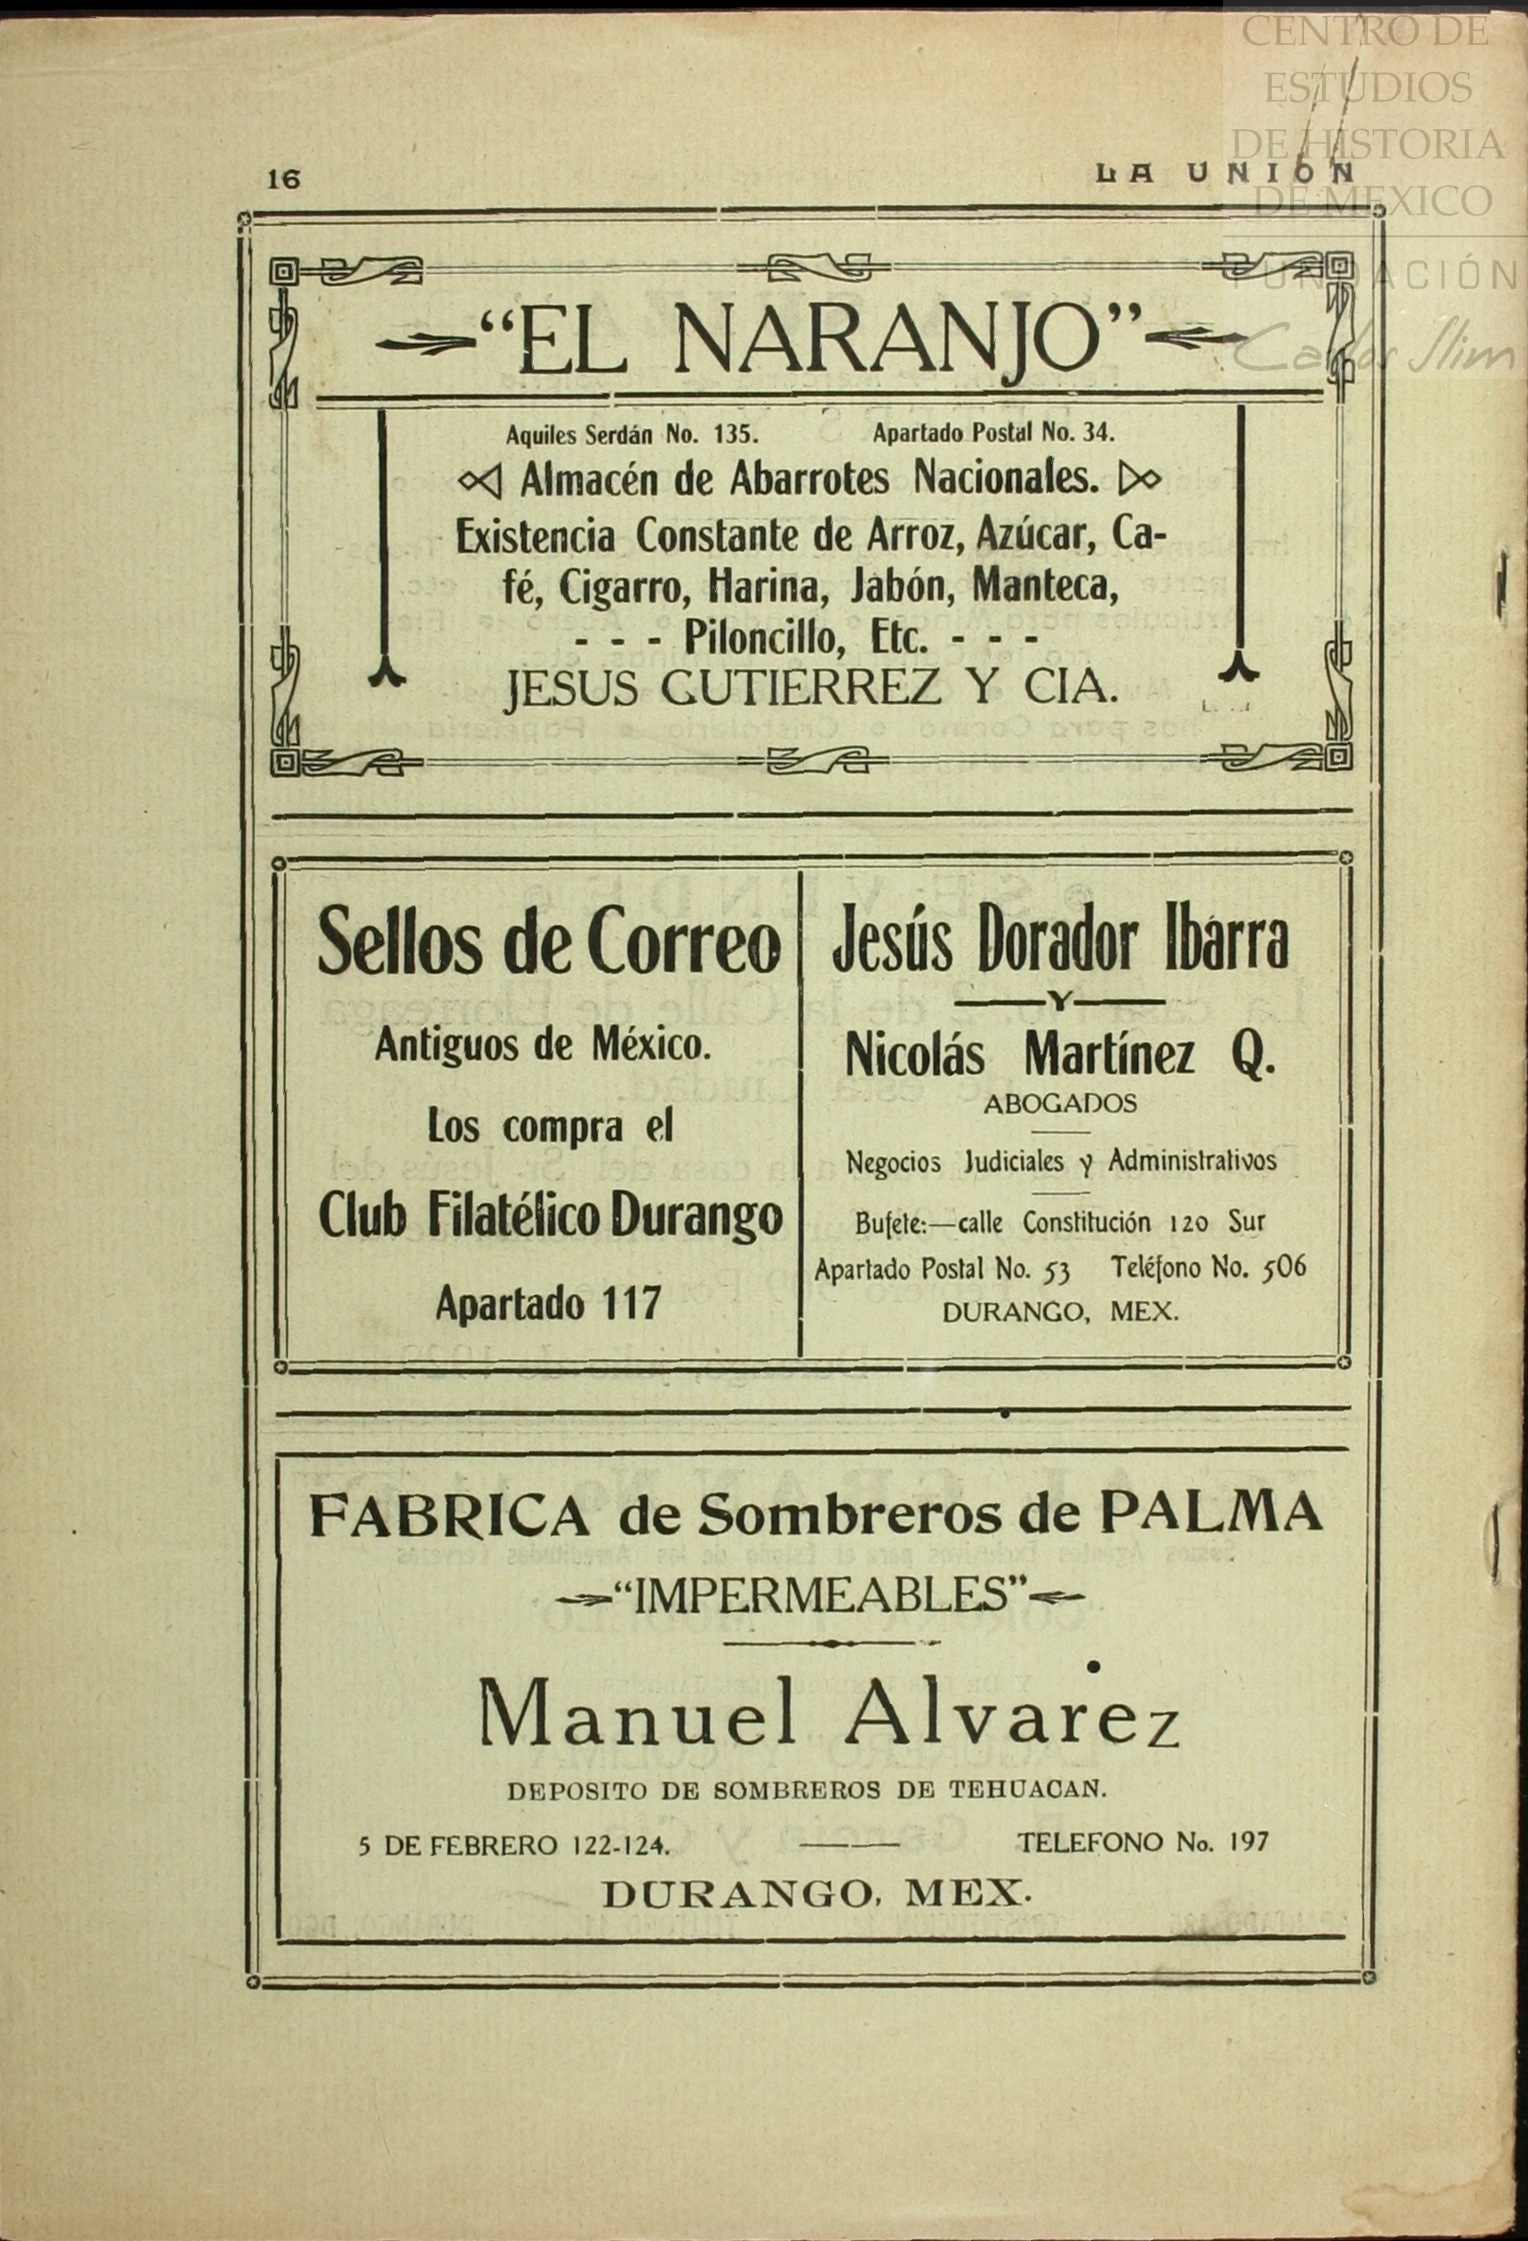 CENTRO DE
ESTUDIOS
DE HISTORIA
DE MEXICO
FUNDACIÓN
Carlos Slim
16
LA UNIÓN
"EL NARANJO"
Aquiles Serdán No. 135. Apartado Postal No. 34.
Almacén de Abarrotes Nacionales.
Existencia Constante de Arroz, Azúcar, Ca-
fé, Cigarro, Harina, Jabón, Manteca,
- - - Piloncillo, Etc. - - -
JESUS GUTIERREZ Y CIA.
Sellos de Correo
Antiguos de México.
Los compra el
Club Filatélico Durango
Apartado 117
Jesús Dorador Ibarra
Y
Nicolás Martínez Q.
ABOGADOS
Negocios Judiciales y Administrativos
Bufete:—calle Constitución 120 Sur
Apartado Postal No. 53 Teléfono No. 506
DURANGO, MEX.
FABRICA de Sombreros de PALMA
"IMPERMEABLES"
Manuel Alvarez
DEPOSITO DE SOMBREROS DE TEHUACAN.
5 DE FEBRERO 122-124. TELEFONO No. 197
DURANGO, MEX.